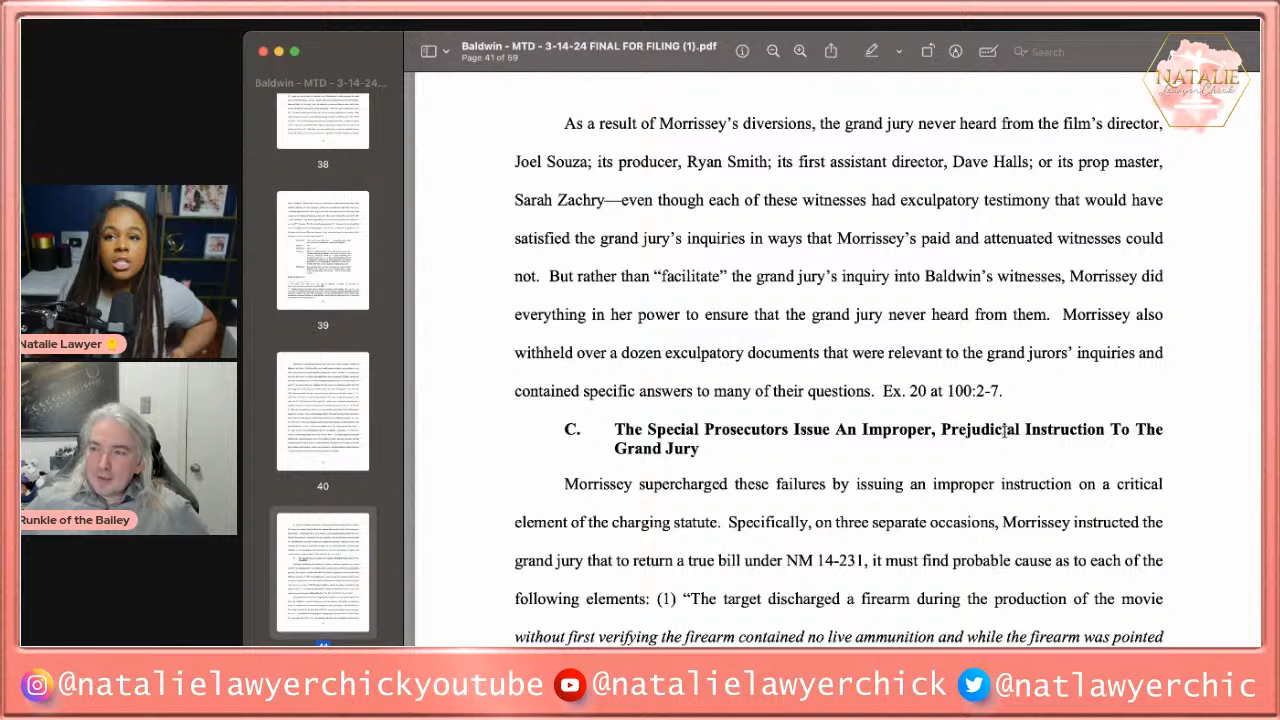 Baldwin - MTD - 3-14-24 FINAL FOR FILING (1).pdf
Page 41 of 59
Search
NATALIE
LawyerChick
Baldwin - MTD - 3-14-24...
38
39
40
41
As a result of Morrissey's actions, the grand jury never heard from the film's director,
Joel Souza; its producer, Ryan Smith; its first assistant director, Dave Halls; or its prop master,
Sarah Zachry—even though each of these witnesses had exculpatory testimony that would have
satisfied the grand jury's inquiries in ways that Morrissey's paid and untethered witnesses could
not. But rather than "facilitate" the grand jury's inquiry into Baldwin's witnesses, Morrissey did
everything in her power to ensure that the grand jury never heard from them. Morrissey also
withheld over a dozen exculpatory documents that were relevant to the grand jurors' inquiries and
contained specific answers to many of their questions. Ex. 20 at 100:2-7.
The Special Prosecutors Issue An Improper, Prejudicial Instruction To The
Grand Jury
Morrissey supercharged these failures by issuing an improper instruction on a critical
element in the charging statute. Specifically, on three separate occasions, Morrissey instructed the
grand jury that to return a true bill under UJI-CRIM 14-231, it must find probable cause as to each of the
following elements: (1) "The target handled a firearm during the production of the movie
without first verifying the firearm contained no live ammunition and while the firearm was pointed
Natalie Lawyer
Runkle of the Bailey
@natalielawyerchickyoutube
@natalielawyerchick
@natlawyerchic